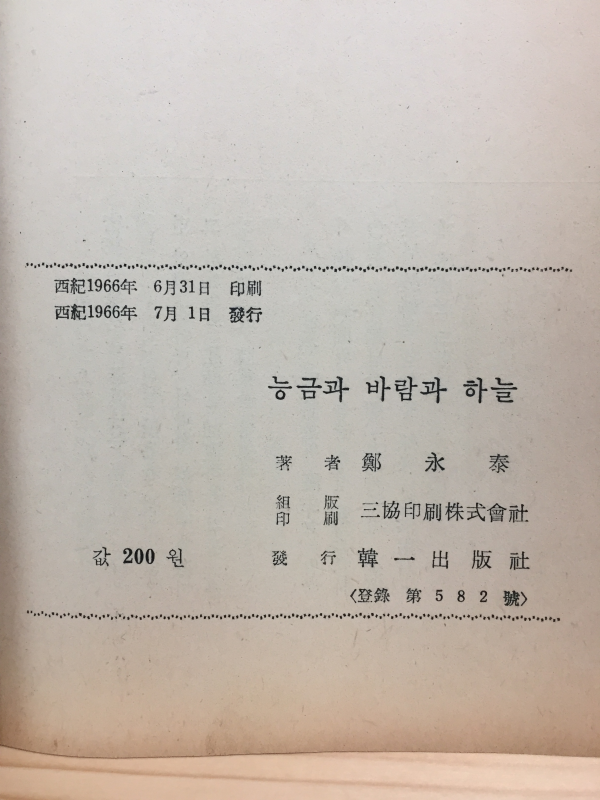 西紀1966年 6月31日 印刷
西紀1966年 7月 1日 發行
능금과 바람과 하늘
著者 鄭永泰
組版
印刷 三協印刷株式會社
값 200 원 發行 韓一出版社
〈登錄 第582號〉